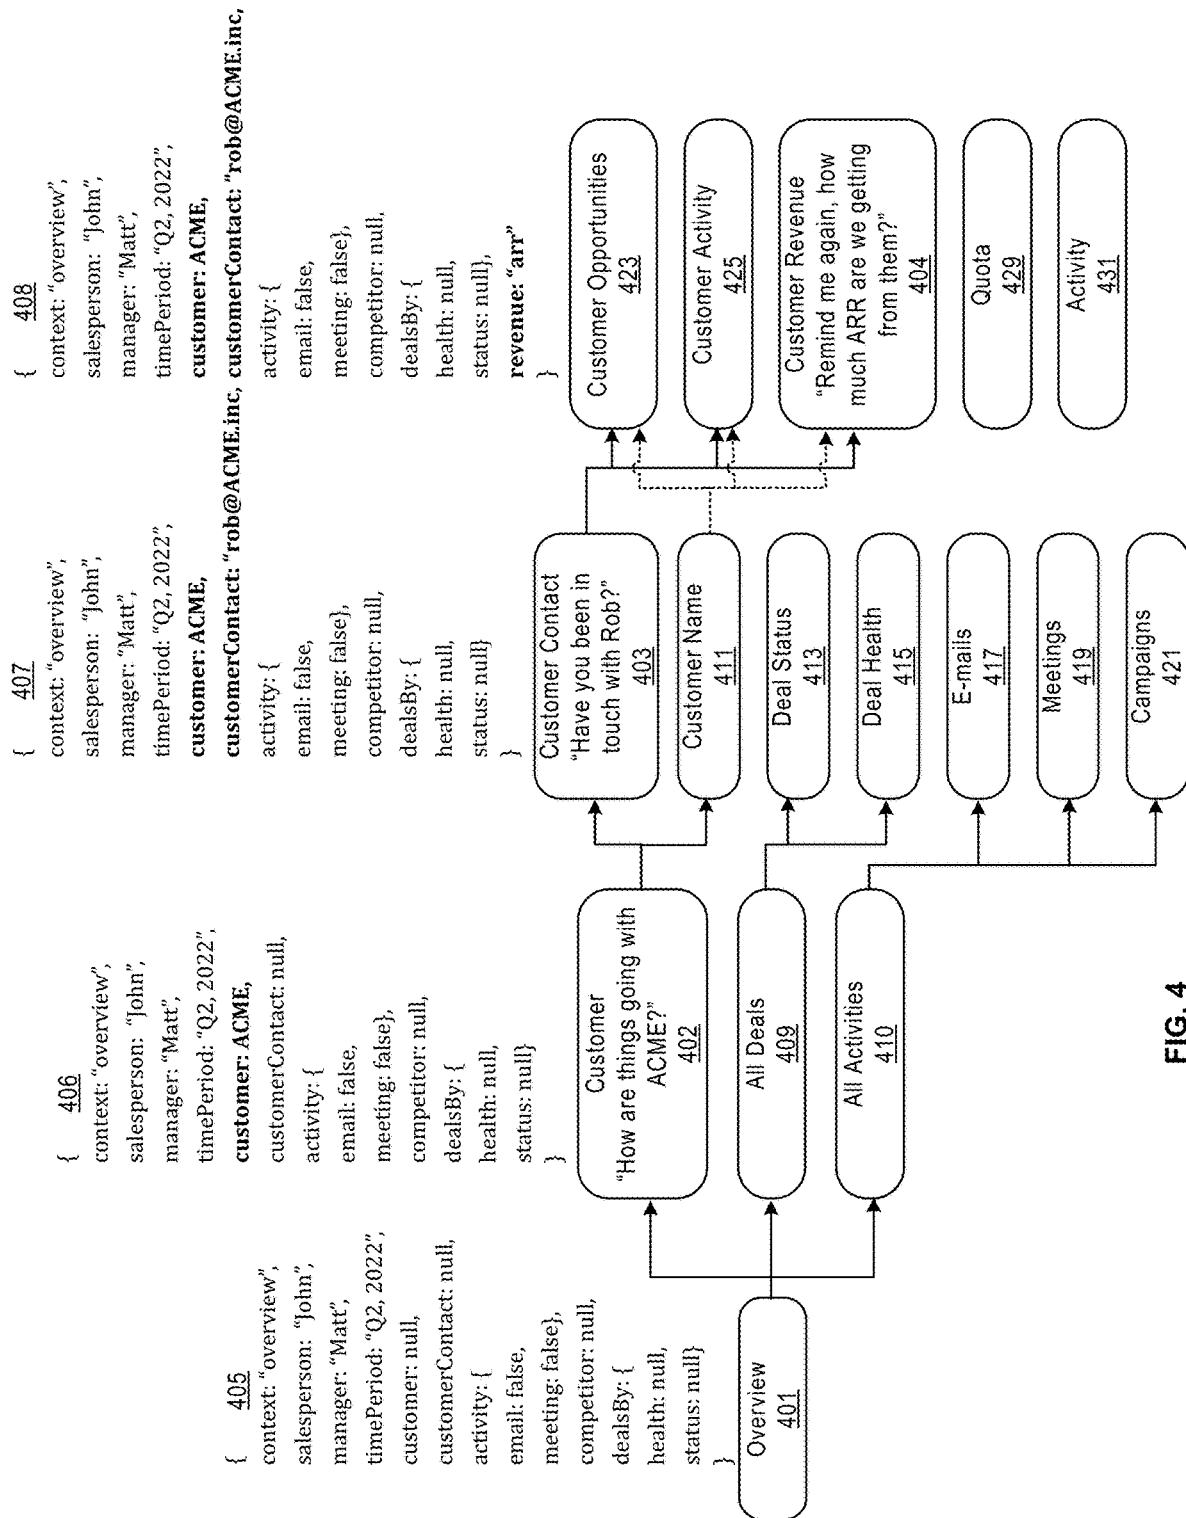 405
{
context: “overview”,
salesperson: “John”,
manager: “Matt”,
timePeriod: “Q2, 2022”,
customer: null,
customerContact: null,
activity: {
email: false,
meeting: false},
competitor: null,
dealsBy: {
health: null,
status: null}
}
Overview
401
406
{
context: “overview”,
salesperson: “John”,
manager: “Matt”,
timePeriod: “Q2, 2022”,
customer: ACME,
customerContact: null,
activity: {
email: false,
meeting: false},
competitor: null,
dealsBy: {
health: null,
status: null}
}
Customer
“How are things going with
ACME?”
402
All Deals
409
All Activities
410
407
{
context: “overview”,
salesperson: “John”,
manager: “Matt”,
timePeriod: “Q2, 2022”,
customer: ACME,
customerContact: “rob@ACME.inc,
activity: {
email: false,
meeting: false},
competitor: null,
dealsBy: {
health: null,
status: null}
}
Customer Contact
“Have you been in
touch with Rob?”
403
Customer Name
411
Deal Status
413
Deal Health
415
E-mails
417
Meetings
419
Campaigns
421
408
{
context: “overview”,
salesperson: “John”,
manager: “Matt”,
timePeriod: “Q2, 2022”,
customer: ACME,
customerContact: “rob@ACME.inc,
activity: {
email: false,
meeting: false},
competitor: null,
dealsBy: {
health: null,
status: null},
revenue: “arr”
}
Customer Opportunities
423
Customer Activity
425
Customer Revenue
“Remind me again, how
much ARR are we getting
from them?”
404
Quota
429
Activity
431
FIG. 4